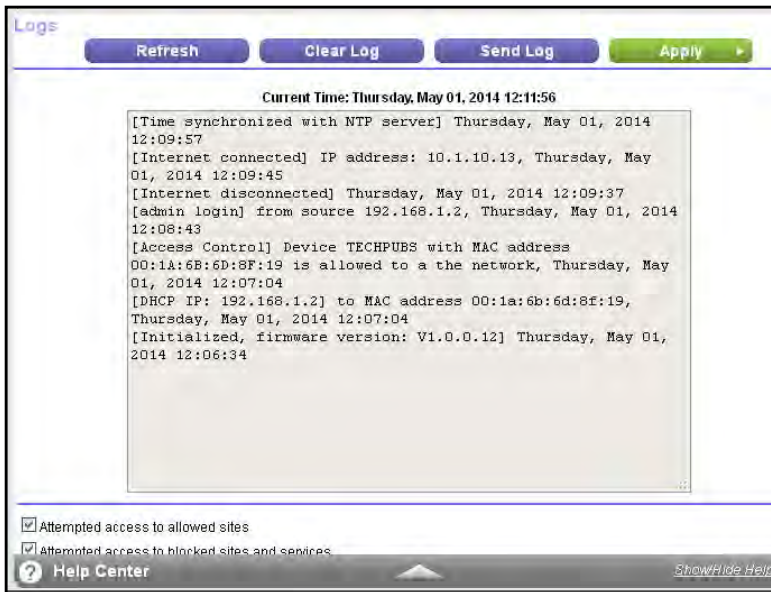 Logs
Refresh Clear Log Send Log Apply
Current Time: Thursday, May 01, 2014 12:11:56
[Time synchronized with NTP server] Thursday, May 01, 2014
12:09:57
[Internet connected] IP address: 10.1.10.13, Thursday, May
01, 2014 12:09:45
[Internet disconnected] Thursday, May 01, 2014 12:09:37
[admin login] from source 192.168.1.2, Thursday, May 01, 2014
12:08:43
[Access Control] Device TECHPUBS with MAC address
00:1A:6B:6D:8F:19 is allowed to a the network, Thursday, May
01, 2014 12:07:04
[DHCP IP: 192.168.1.2] to MAC address 00:1a:6b:6d:8f:19,
Thursday, May 01, 2014 12:07:04
[Initialized, firmware version: V1.0.0.12] Thursday, May 01,
2014 12:06:34
Attempted access to allowed sites
Attempted access to blocked sites and services
Help Center Show/Hide Help